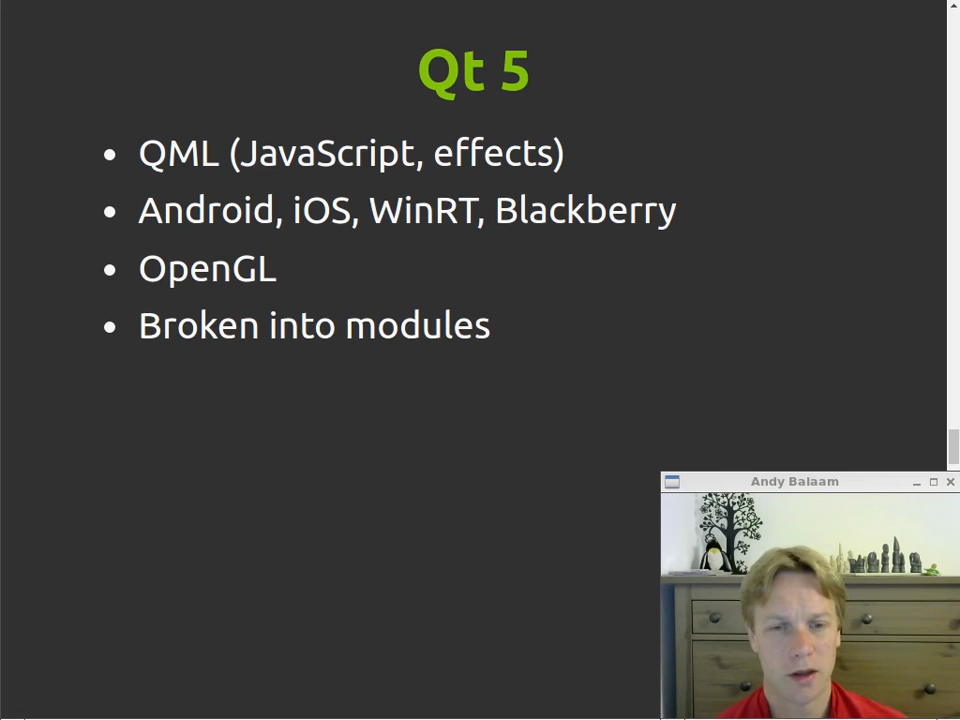 Qt 5
• QML (JavaScript, effects)
• Android, iOS, WinRT, Blackberry
• OpenGL
• Broken into modules
Andy Balaam